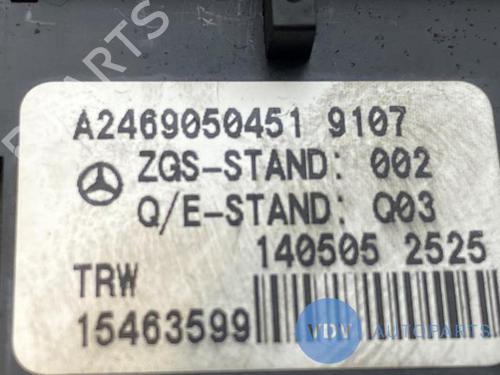 A2469050451 9107
ZGS-STAND: 002
Q/E-STAND: Q03
140505 2525
TRW
15463599
VDV AUTOPARTS